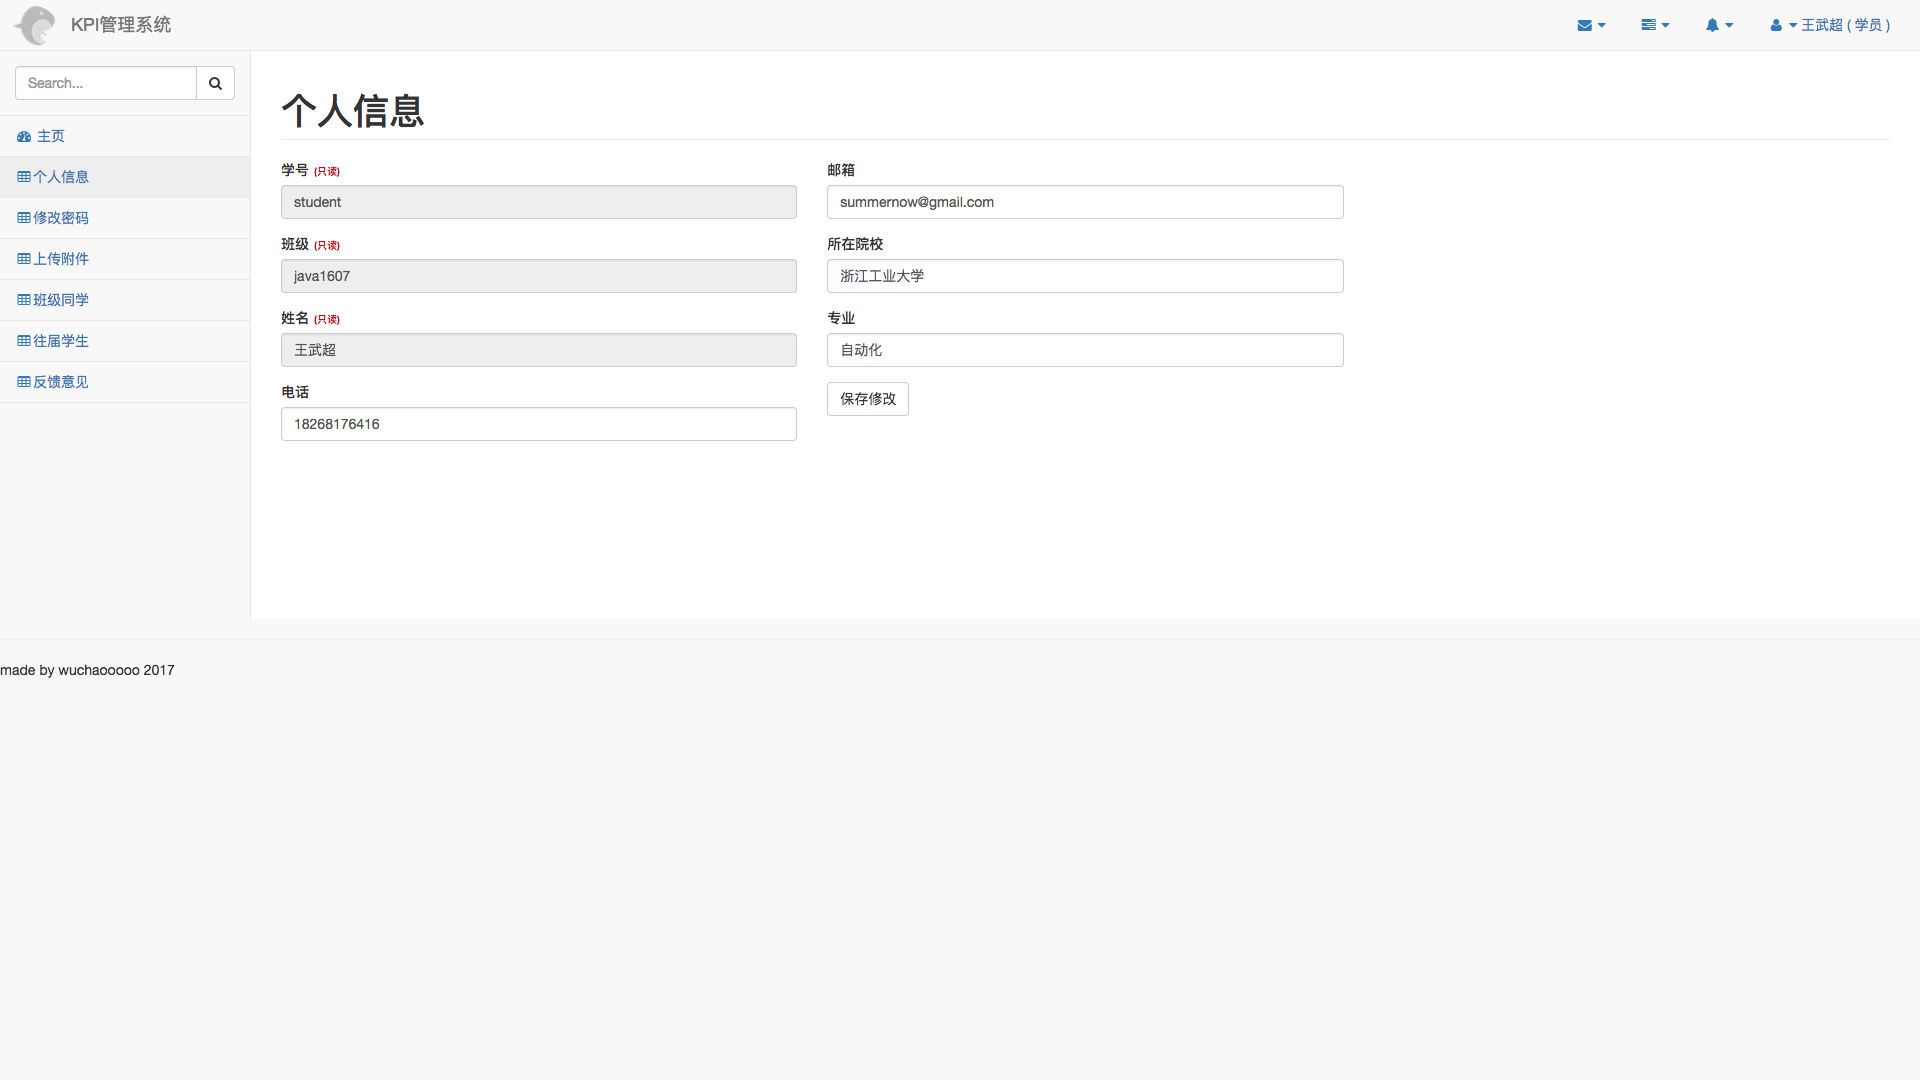 KPI管理系统
王武超 ( 学员 )
Search...
主页
个人信息
修改密码
上传附件
班级同学
往届学生
反馈意见
个人信息
学号 (只读)
student
班级 (只读)
java1607
姓名 (只读)
王武超
电话
18268176416
邮箱
summernow@gmail.com
所在院校
浙江工业大学
专业
自动化
保存修改
made by wuchaooooo 2017